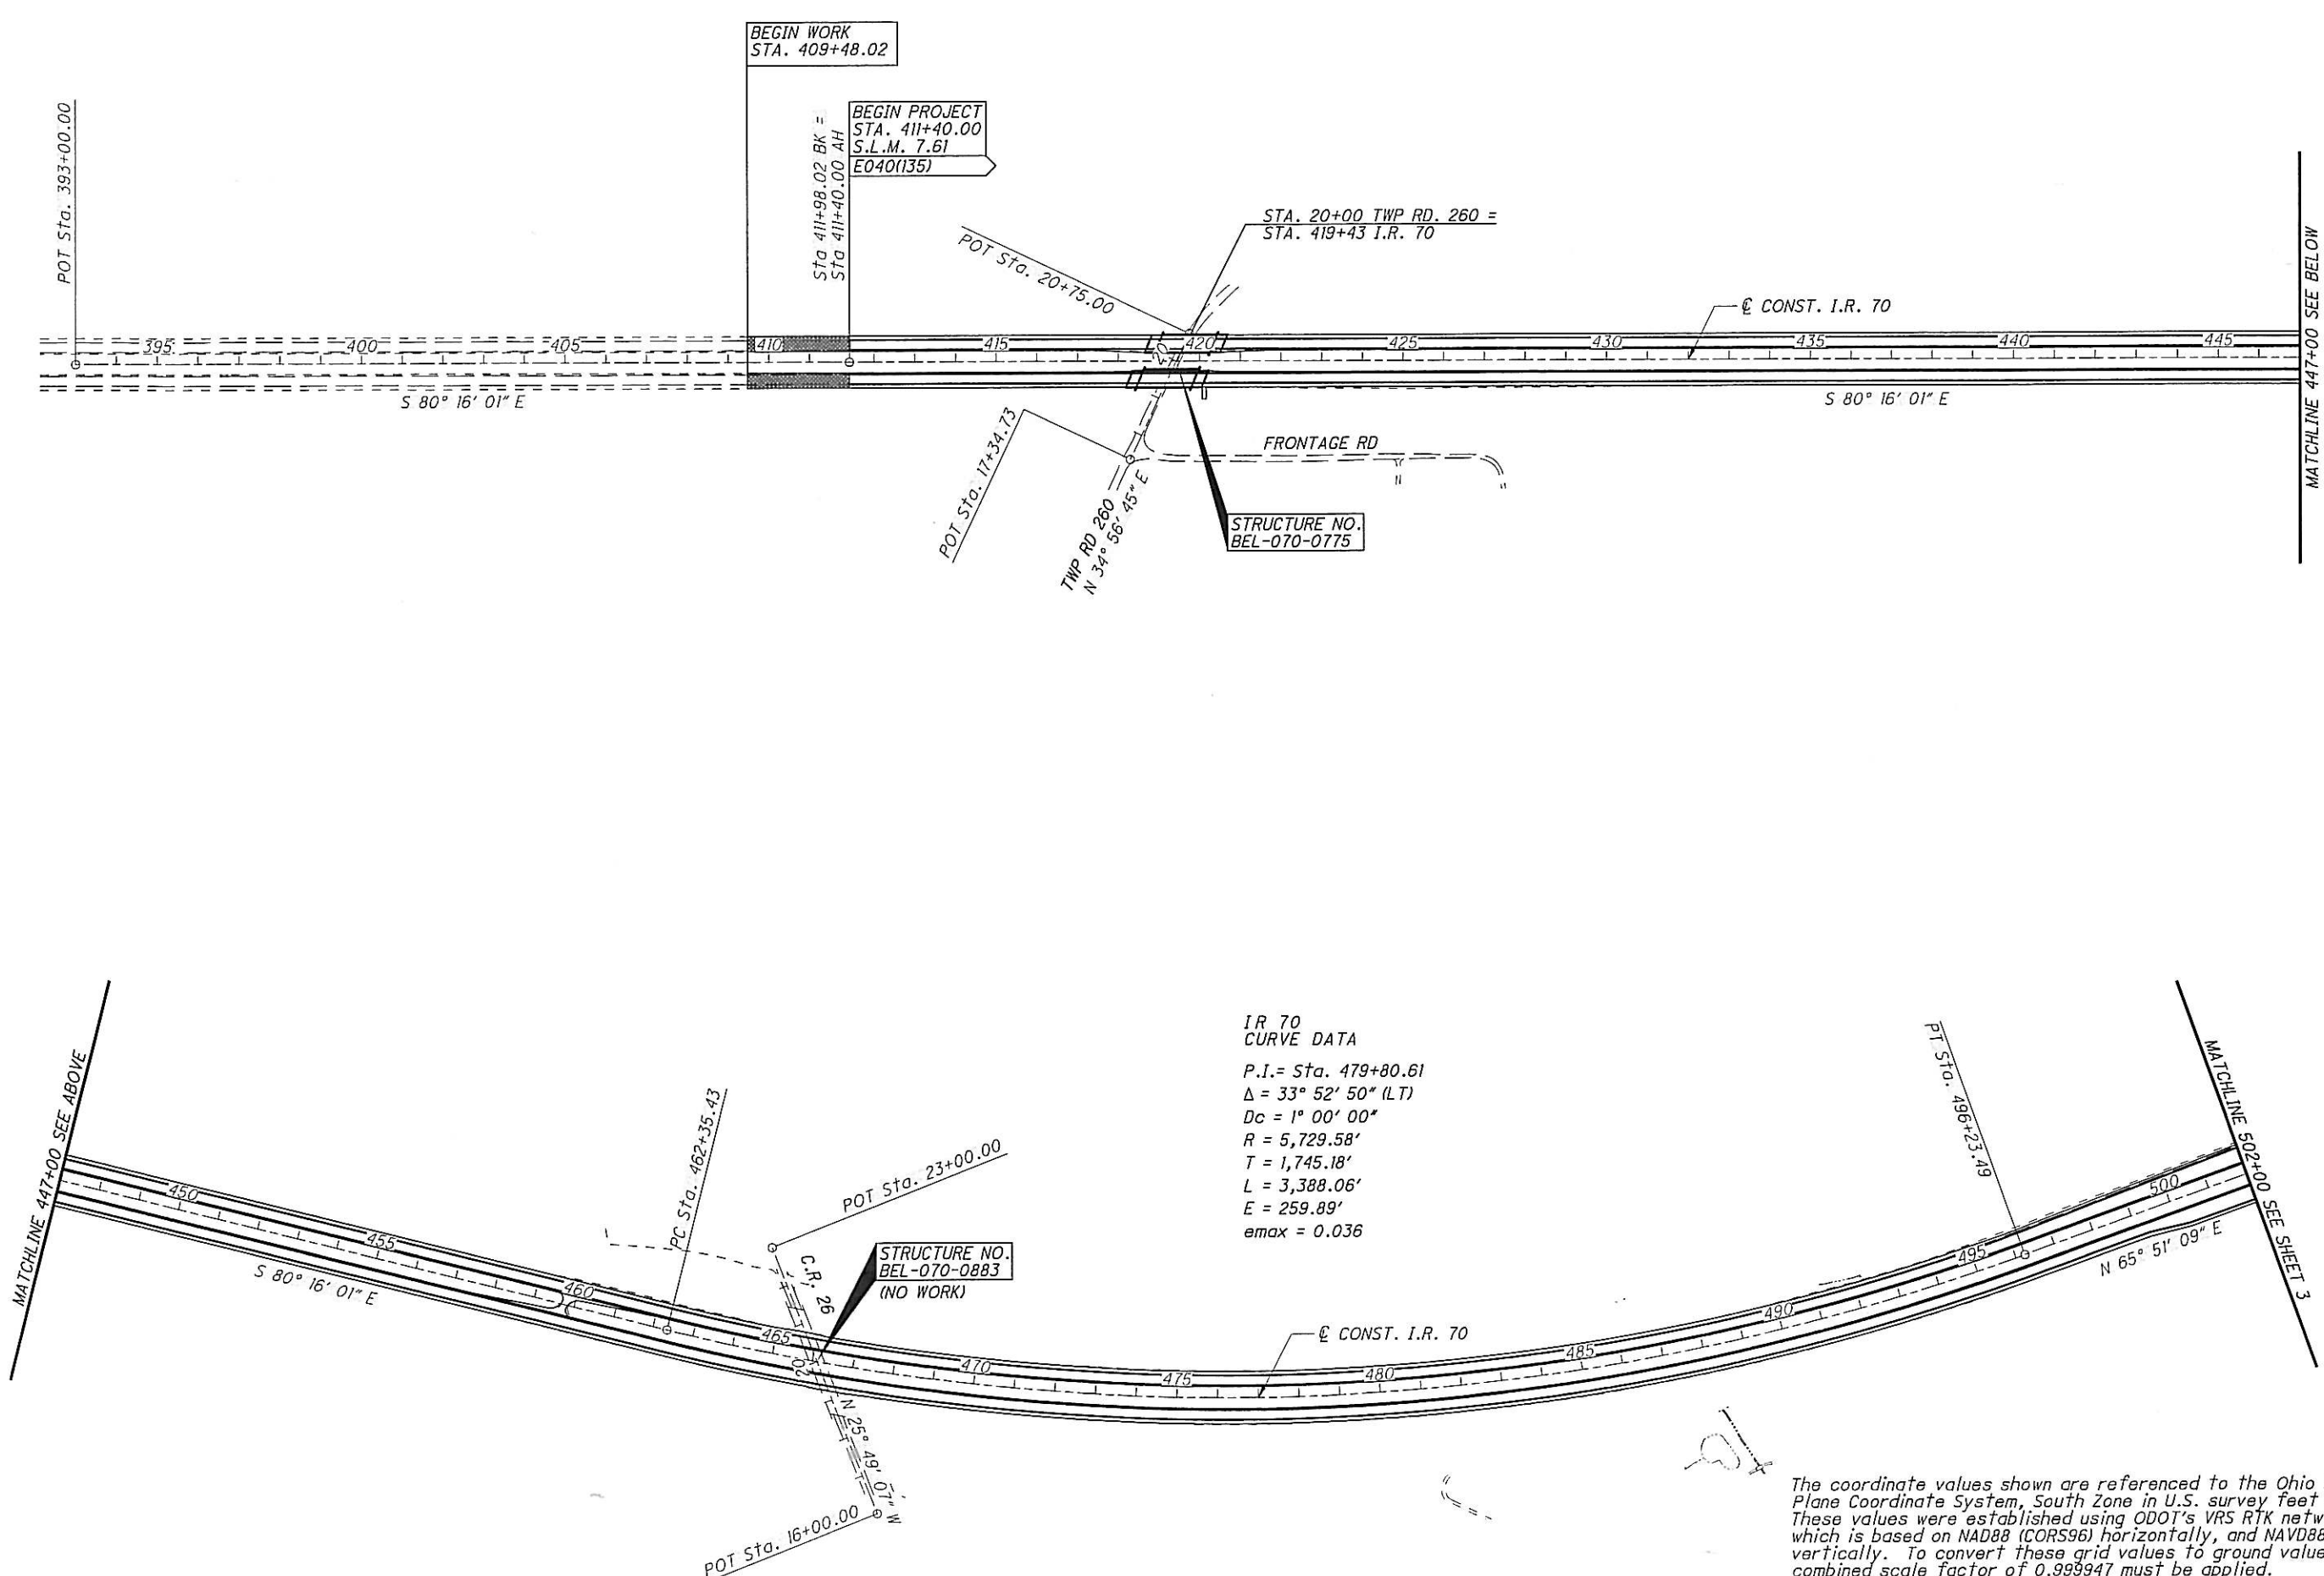 BEGIN WORK
STA. 409+48.02
POT Sta. 393+00.00
Sta 411+98.02 BK =
Sta 411+40.00 AH
BEGIN PROJECT
STA. 411+40.00
S.L.M. 7.61
E040(135)
POT Sta. 20+75.00
STA. 20+00 TWP RD. 260 =
STA. 419+43 I.R. 70
℄ CONST. I.R. 70
MATCHLINE 447+00 SEE BELOW
395 400 405 410 415 420 425 430 435 440 445
20
S 80° 16' 01" E
S 80° 16' 01" E
POT Sta. 17+34.73
FRONTAGE RD
TWP RD 260
N 34° 56' 45" E
STRUCTURE NO.
BEL-070-0775
MATCHLINE 447+00 SEE ABOVE
450 455 460 465 470 475 480 485 490 495 500
S 80° 16' 01" E
PC Sta. 462+35.43
POT Sta. 23+00.00
C.R. 26
STRUCTURE NO.
BEL-070-0883
(NO WORK)
20
N 25° 49' 07" W
POT Sta. 16+00.00
IR 70
CURVE DATA
P.I.= Sta. 479+80.61
Δ = 33° 52' 50" (LT)
Dc = 1° 00' 00"
R = 5,729.58'
T = 1,745.18'
L = 3,388.06'
E = 259.89'
emax = 0.036
℄ CONST. I.R. 70
PT Sta. 496+23.49
N 65° 51' 09" E
MATCHLINE 502+00 SEE SHEET 3
The coordinate values shown are referenced to the Ohio
Plane Coordinate System, South Zone in U.S. survey feet
These values were established using ODOT's VRS RTK netw
which is based on NAD88 (CORS96) horizontally, and NAVD88
vertically. To convert these grid values to ground value
combined scale factor of 0.999947 must be applied.